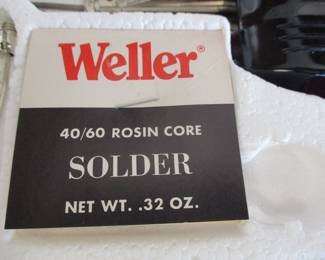 Weller®
40/60 ROSIN CORE
SOLDER
NET WT. .32 OZ.